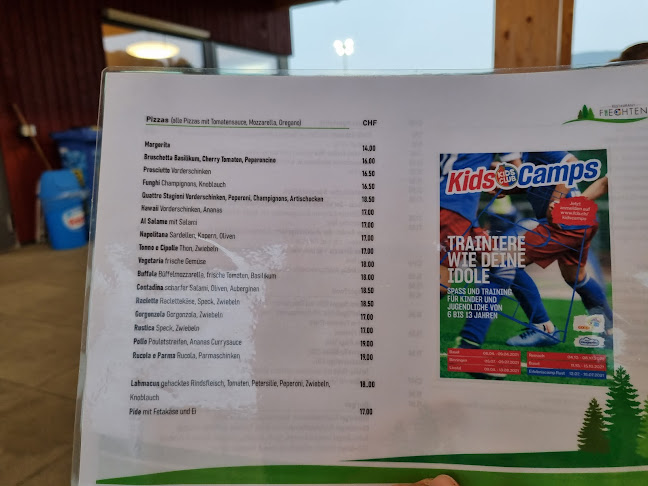 Pizzas (alle Pizzas mit Tomatensauce, Mozzarella, Oregano) CHF
Margerita 14.00
Bruschetta Basilikum, Cherry Tomaten, Peperoncino 16.00
Prosciutto Vorderschinken 16.50
Funghi Champignons, Knoblauch 16.50
Quattro Stagioni Vorderschinken, Peperoni, Champignons, Artischocken 18.50
Hawaii Vorderschinken, Ananas 17.00
Al Salame mit Salami 17.00
Napolitana Sardellen, Kapern, Oliven 17.00
Tonno e Cipolle Thon, Zwiebeln 17.00
Vegetaria frische Gemüse 18.00
Buffala Büffelmozzarella, frische Tomaten, Basilikum 18.00
Contadina scharfer Salami, Oliven, Auberginen 18.50
Raclette Raclettekäse, Speck, Zwiebeln 18.50
Gorgonzola Gorgonzola, Zwiebeln 17.00
Rustica Speck, Zwiebeln 17.00
Pollo Pouletstreifen, Ananas Currysauce 19.00
Rucola e Parma Rucola, Parmaschinken 19.00
Lahmacus gehacktes Rindsfleisch, Tomaten, Petersilie, Peperoni, Zwiebeln, 18..00
Knoblauch
Pide mit Fetakäse und Ei 17.00
FIECHTEN
Kids KIDS CLUB Camps
Jetzt
TRAINIERE
WIE DEINE
IDOLE
SPASS UND TRAINING
FÜR KINDER UND
JUGENDLICHE VON
6 BIS 13 JAHREN